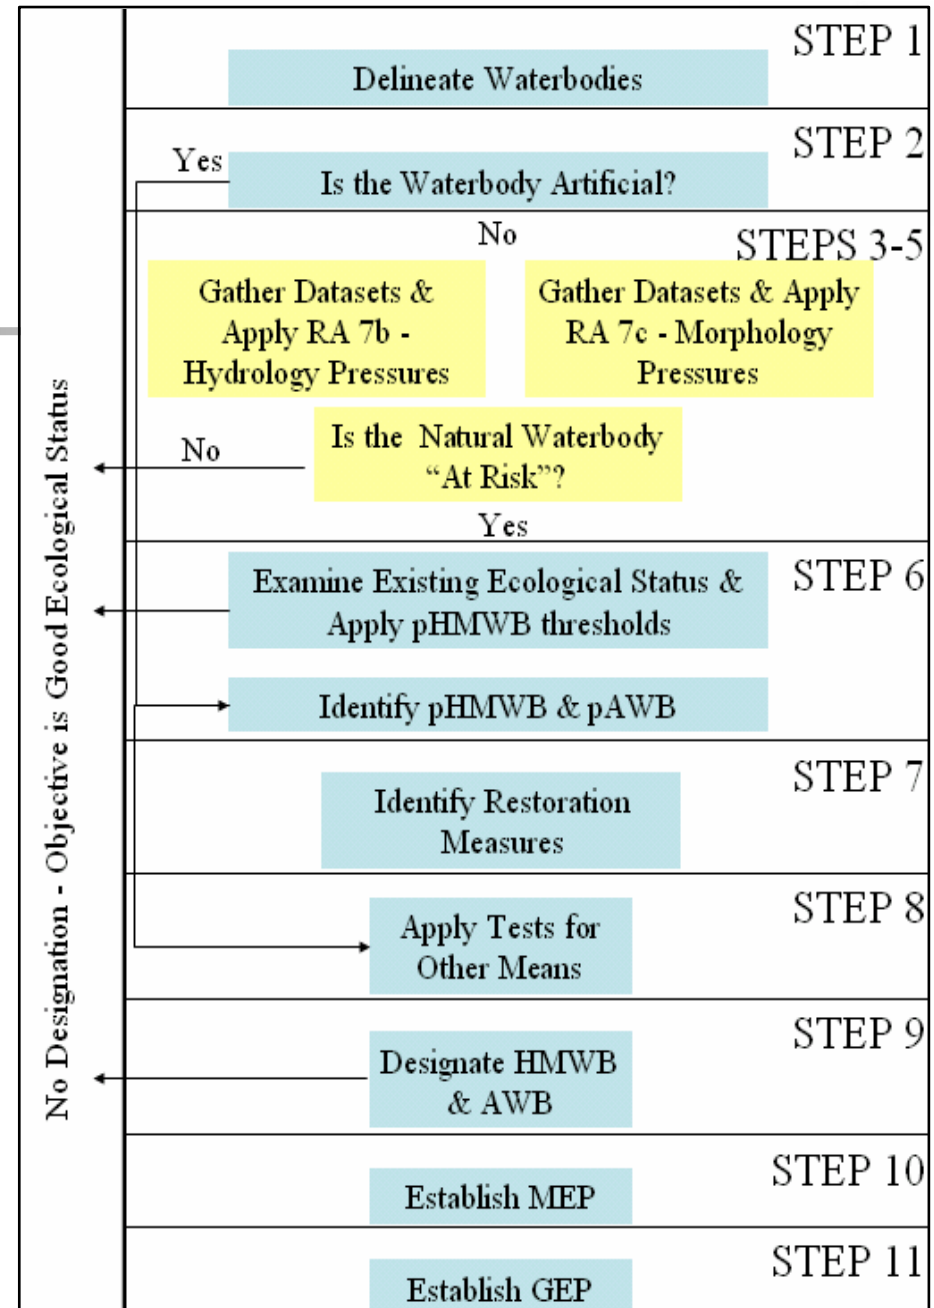 STEP 1
Delineate Waterbodies
STEP 2
Yes
Is the Waterbody Artificial?
No
STEPS 3-5
Gather Datasets &
Apply RA 7b -
Hydrology Pressures
Gather Datasets & Apply
RA 7c - Morphology
Pressures
No
Is the Natural Waterbody
“At Risk”?
Yes
STEP 6
Examine Existing Ecological Status &
Apply pHMWB thresholds
Identify pHMWB & pAWB
STEP 7
Identify Restoration
Measures
STEP 8
Apply Tests for
Other Means
STEP 9
Designate HMWB
& AWB
STEP 10
Establish MEP
STEP 11
Establish GEP
No Designation - Objective is Good Ecological Status